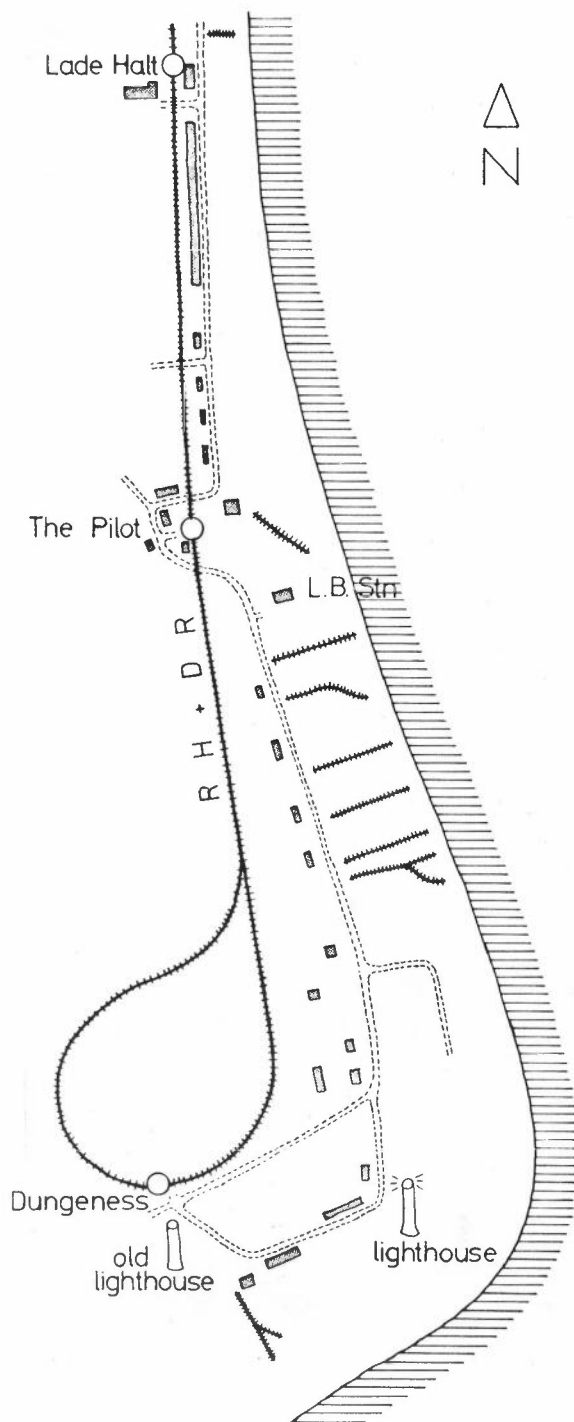 Lade Halt
N
The Pilot
L.B. Stn
R H + D R
Dungeness
old
lighthouse
lighthouse